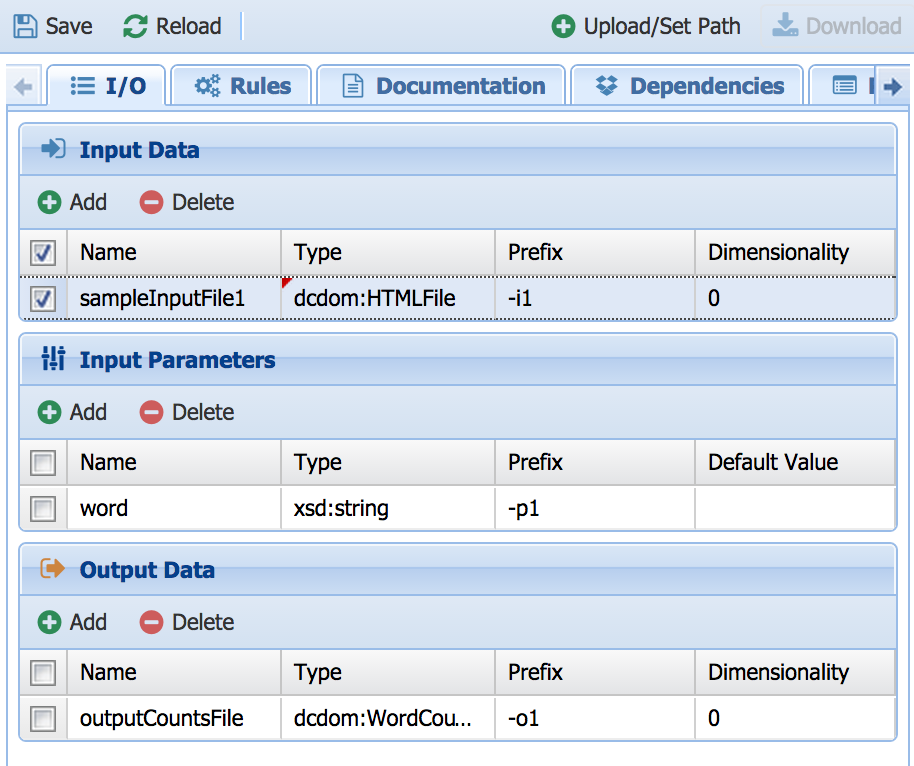 Save Reload Upload/Set Path Download
I/O Rules Documentation Dependencies
Input Data
Add Delete
Name Type Prefix Dimensionality
sampleInputFile1 dcdom:HTMLFile -i1 0
Input Parameters
Add Delete
Name Type Prefix Default Value
word xsd:string -p1
Output Data
Add Delete
Name Type Prefix Dimensionality
outputCountsFile dcdom:WordCou... -o1 0